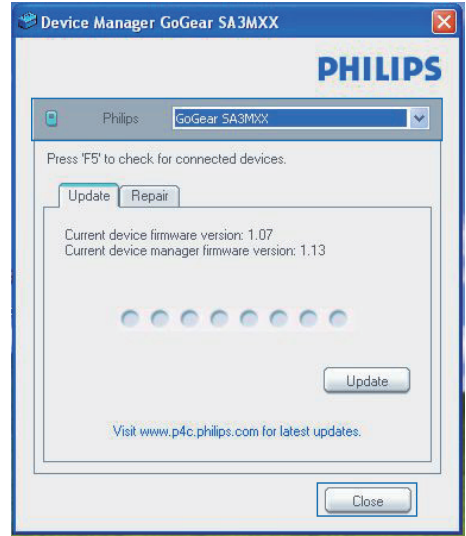 Device Manager GoGear SA3MXX
PHILIPS
Philips GoGear SA3MXX
Press 'F5' to check for connected devices.
Update Repair
Current device firmware version: 1.07
Current device manager firmware version: 1.13
Update
Visit www.p4c.philips.com for latest updates.
Close